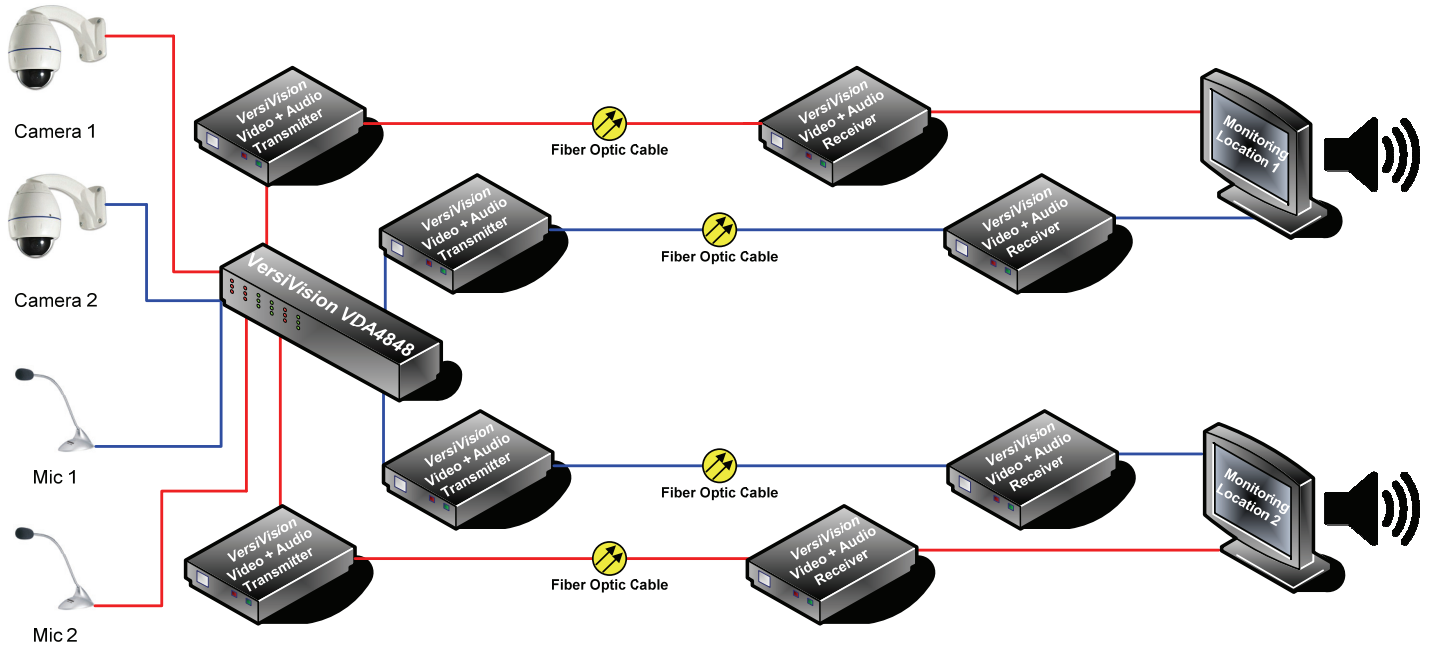 Camera 1
VersiVision
Video + Audio
Transmitter
Fiber Optic Cable
VersiVision
Video + Audio
Receiver
Monitoring
Location 1
Camera 2
VersiVision
Video + Audio
Transmitter
Fiber Optic Cable
VersiVision
Video + Audio
Receiver
VersiVision VDA4848
Mic 1
VersiVision
Video + Audio
Transmitter
Fiber Optic Cable
VersiVision
Video + Audio
Receiver
Monitoring
Location 2
Mic 2
VersiVision
Video + Audio
Transmitter
Fiber Optic Cable
VersiVision
Video + Audio
Receiver